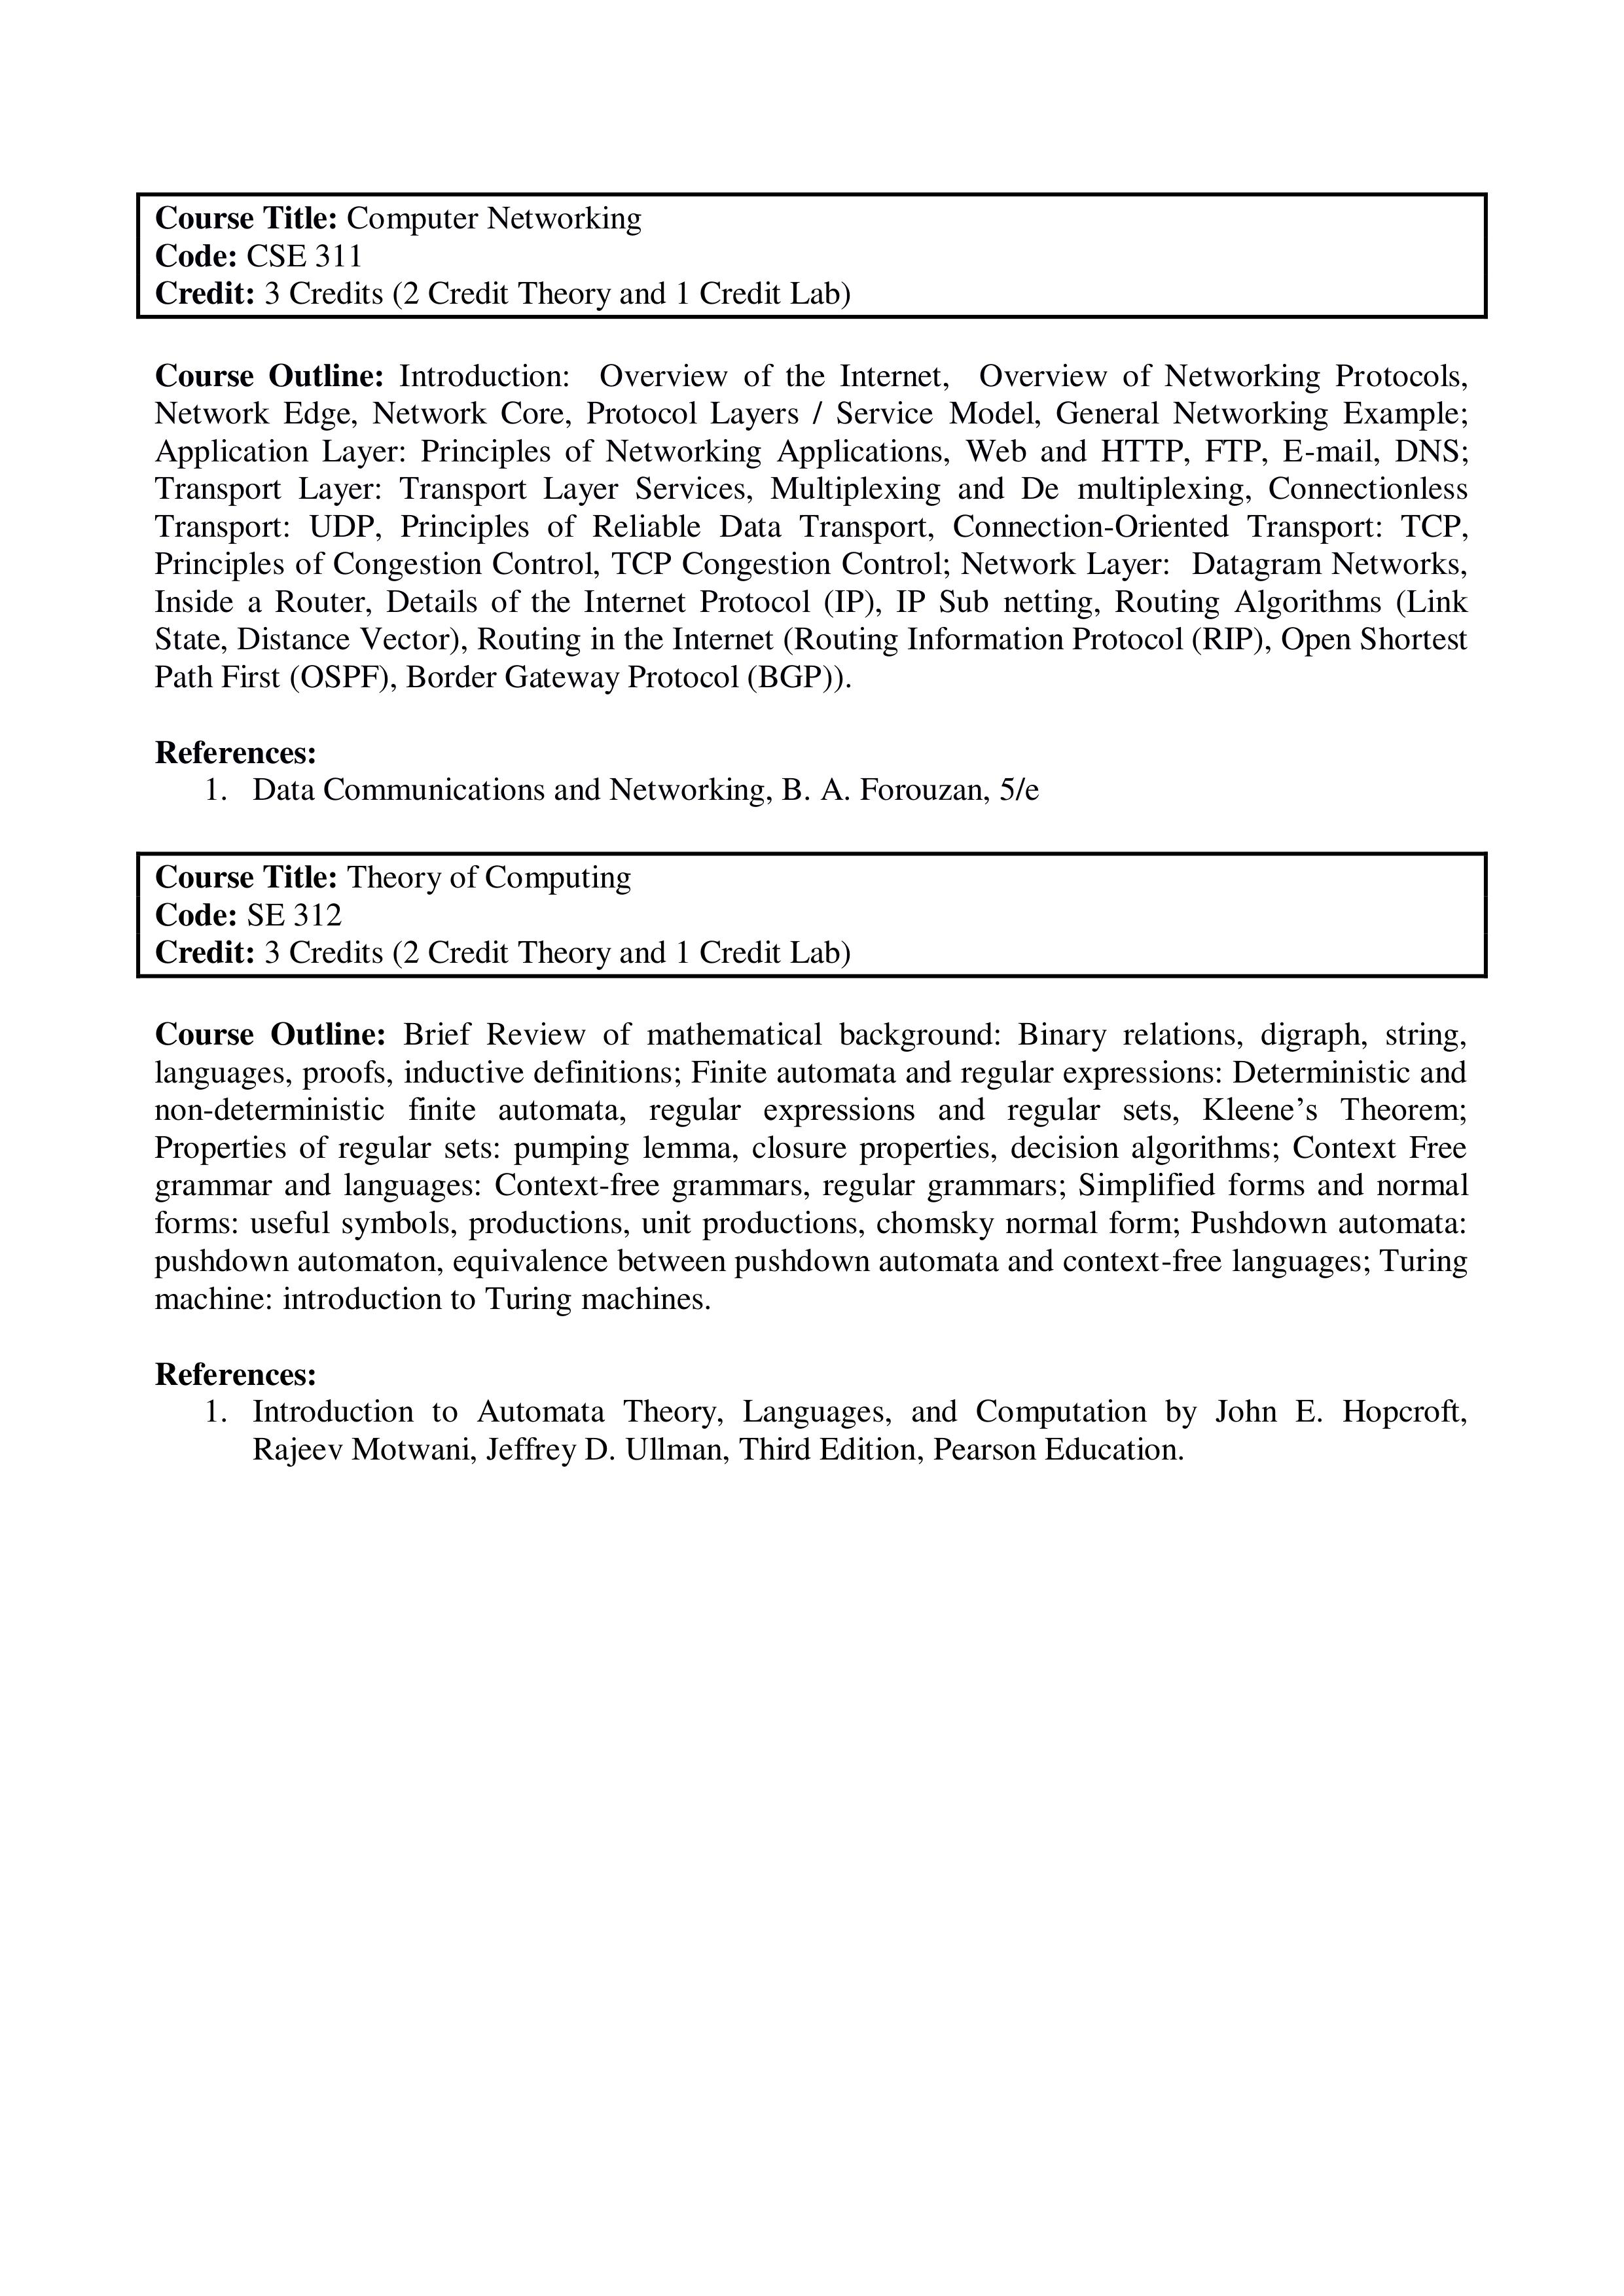 Course Title: Computer Networking
Code: CSE 311
Credit: 3 Credits (2 Credit Theory and 1 Credit Lab)
Course Outline: Introduction: Overview of the Internet, Overview of Networking Protocols,
Network Edge, Network Core, Protocol Layers / Service Model, General Networking Example;
Application Layer: Principles of Networking Applications, Web and HTTP, FTP, E-mail, DNS;
Transport Layer: Transport Layer Services, Multiplexing and De multiplexing, Connectionless
Transport: UDP, Principles of Reliable Data Transport, Connection-Oriented Transport: TCP,
Principles of Congestion Control, TCP Congestion Control; Network Layer: Datagram Networks,
Inside a Router, Details of the Internet Protocol (IP), IP Sub netting, Routing Algorithms (Link
State, Distance Vector), Routing in the Internet (Routing Information Protocol (RIP), Open Shortest
Path First (OSPF), Border Gateway Protocol (BGP)).
References:
1. Data Communications and Networking, B. A. Forouzan, 5/e
Course Title: Theory of Computing
Code: SE 312
Credit: 3 Credits (2 Credit Theory and 1 Credit Lab)
Course Outline: Brief Review of mathematical background: Binary relations, digraph, string,
languages, proofs, inductive definitions; Finite automata and regular expressions: Deterministic and
non-deterministic finite automata, regular expressions and regular sets, Kleene’s Theorem;
Properties of regular sets: pumping lemma, closure properties, decision algorithms; Context Free
grammar and languages: Context-free grammars, regular grammars; Simplified forms and normal
forms: useful symbols, productions, unit productions, chomsky normal form; Pushdown automata:
pushdown automaton, equivalence between pushdown automata and context-free languages; Turing
machine: introduction to Turing machines.
References:
1. Introduction to Automata Theory, Languages, and Computation by John E. Hopcroft,
Rajeev Motwani, Jeffrey D. Ullman, Third Edition, Pearson Education.